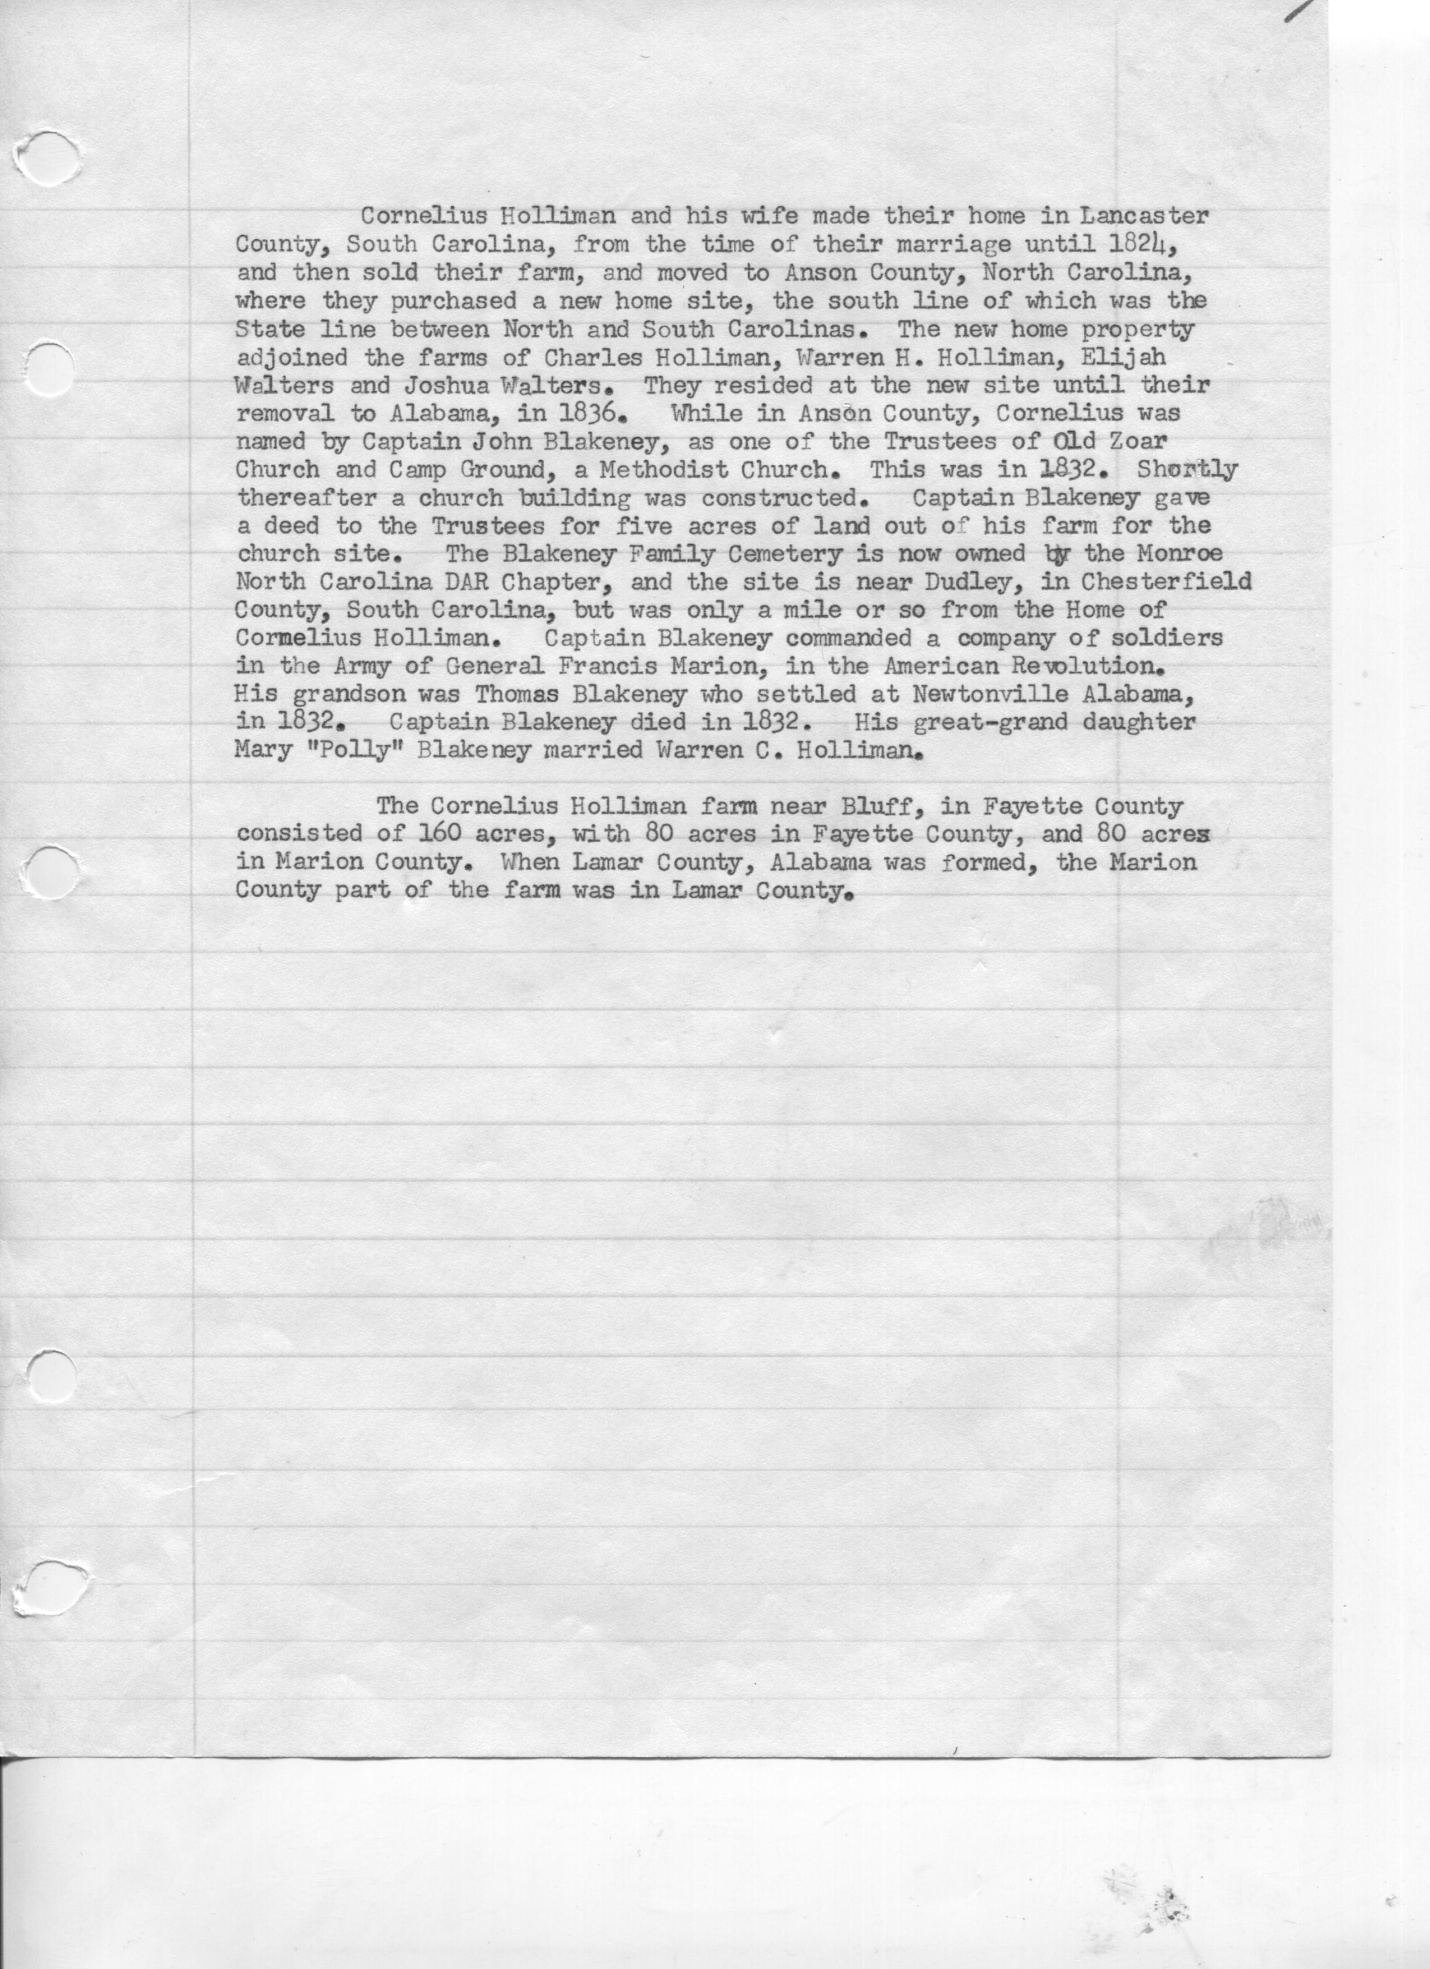 Cornelius Holliman and his wife made their home in Lancaster
County, South Carolina, from the time of their marriage until 1824,
and then sold their farm, and moved to Anson County, North Carolina,
where they purchased a new home site, the south line of which was the
State line between North and South Carolinas. The new home property
adjoined the farms of Charles Holliman, Warren H. Holliman, Elijah
Walters and Joshua Walters. They resided at the new site until their
removal to Alabama, in 1836. While in Anson County, Cornelius was
named by Captain John Blakeney, as one of the Trustees of Old Zoar
Church and Camp Ground, a Methodist Church. This was in 1832. Shortly
thereafter a church building was constructed. Captain Blakeney gave
a deed to the Trustees for five acres of land out of his farm for the
church site. The Blakeney Family Cemetery is now owned by the Monroe
North Carolina DAR Chapter, and the site is near Dudley, in Chesterfield
County, South Carolina, but was only a mile or so from the Home of
Cornelius Holliman. Captain Blakeney commanded a company of soldiers
in the Army of General Francis Marion, in the American Revolution.
His grandson was Thomas Blakeney who settled at Newtonville Alabama,
in 1832. Captain Blakeney died in 1832. His great-grand daughter
Mary "Polly" Blakeney married Warren C. Holliman.
The Cornelius Holliman farm near Bluff, in Fayette County
consisted of 160 acres, with 80 acres in Fayette County, and 80 acres
in Marion County. When Lamar County, Alabama was formed, the Marion
County part of the farm was in Lamar County.